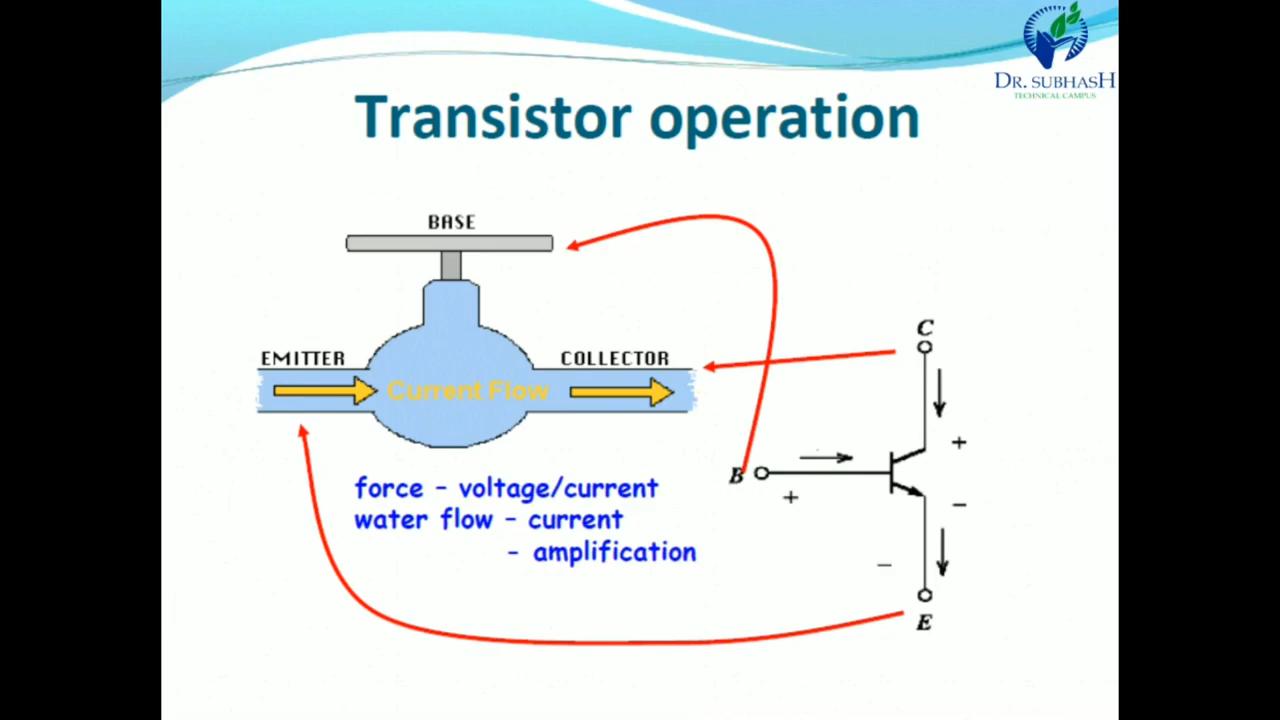 DR. SUBHASH
TECHNICAL CAMPUS
Transistor operation
BASE
EMITTER
COLLECTOR
Current Flow
force - voltage/current
water flow - current
- amplification
C
+
B
+
-
-
E